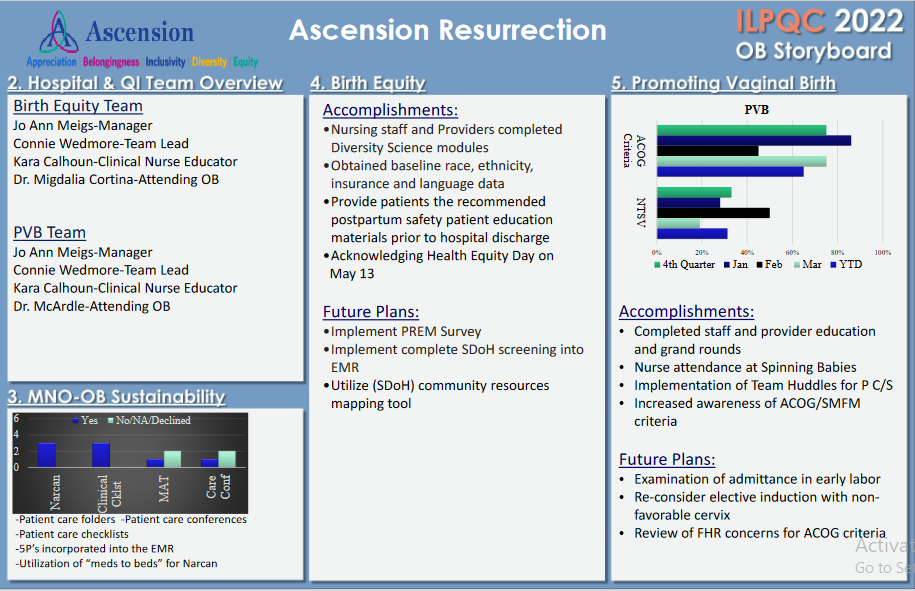 Ascension
Appreciation Belongingness Inclusivity Diversity Equity
Ascension Resurrection
ILPQC 2022
OB Storyboard
2. Hospital & QI Team Overview
Birth Equity Team
Jo Ann Meigs-Manager
Connie Wedmore-Team Lead
Kara Calhoun-Clinical Nurse Educator
Dr. Migdalia Cortina-Attending OB
PVB Team
Jo Ann Meigs-Manager
Connie Wedmore-Team Lead
Kara Calhoun-Clinical Nurse Educator
Dr. McArdle-Attending OB
3. MNO-OB Sustainability
Yes No/NA/Declined
6
4
2
0
Narcan
Clinical
Cklst
MAT
Care
Conf
-Patient care folders -Patient care conferences
-Patient care checklists
-5P's incorporated into the EMR
-Utilization of “meds to beds” for Narcan
4. Birth Equity
Accomplishments:
•Nursing staff and Providers completed
Diversity Science modules
•Obtained baseline race, ethnicity,
insurance and language data
•Provide patients the recommended
postpartum safety patient education
materials prior to hospital discharge
•Acknowledging Health Equity Day on
May 13
Future Plans:
•Implement PREM Survey
•Implement complete SDoH screening into
EMR
•Utilize (SDoH) community resources
mapping tool
5. Promoting Vaginal Birth
PVB
ACOG
Criteria
NTSV
0% 20% 40% 60% 80% 100%
4th Quarter Jan Feb Mar YTD
Accomplishments:
• Completed staff and provider education
and grand rounds
• Nurse attendance at Spinning Babies
• Implementation of Team Huddles for P C/S
• Increased awareness of ACOG/SMFM
criteria
Future Plans:
• Examination of admittance in early labor
• Re-consider elective induction with non-
favorable cervix
• Review of FHR concerns for ACOG criteria
Activat
Go to Se